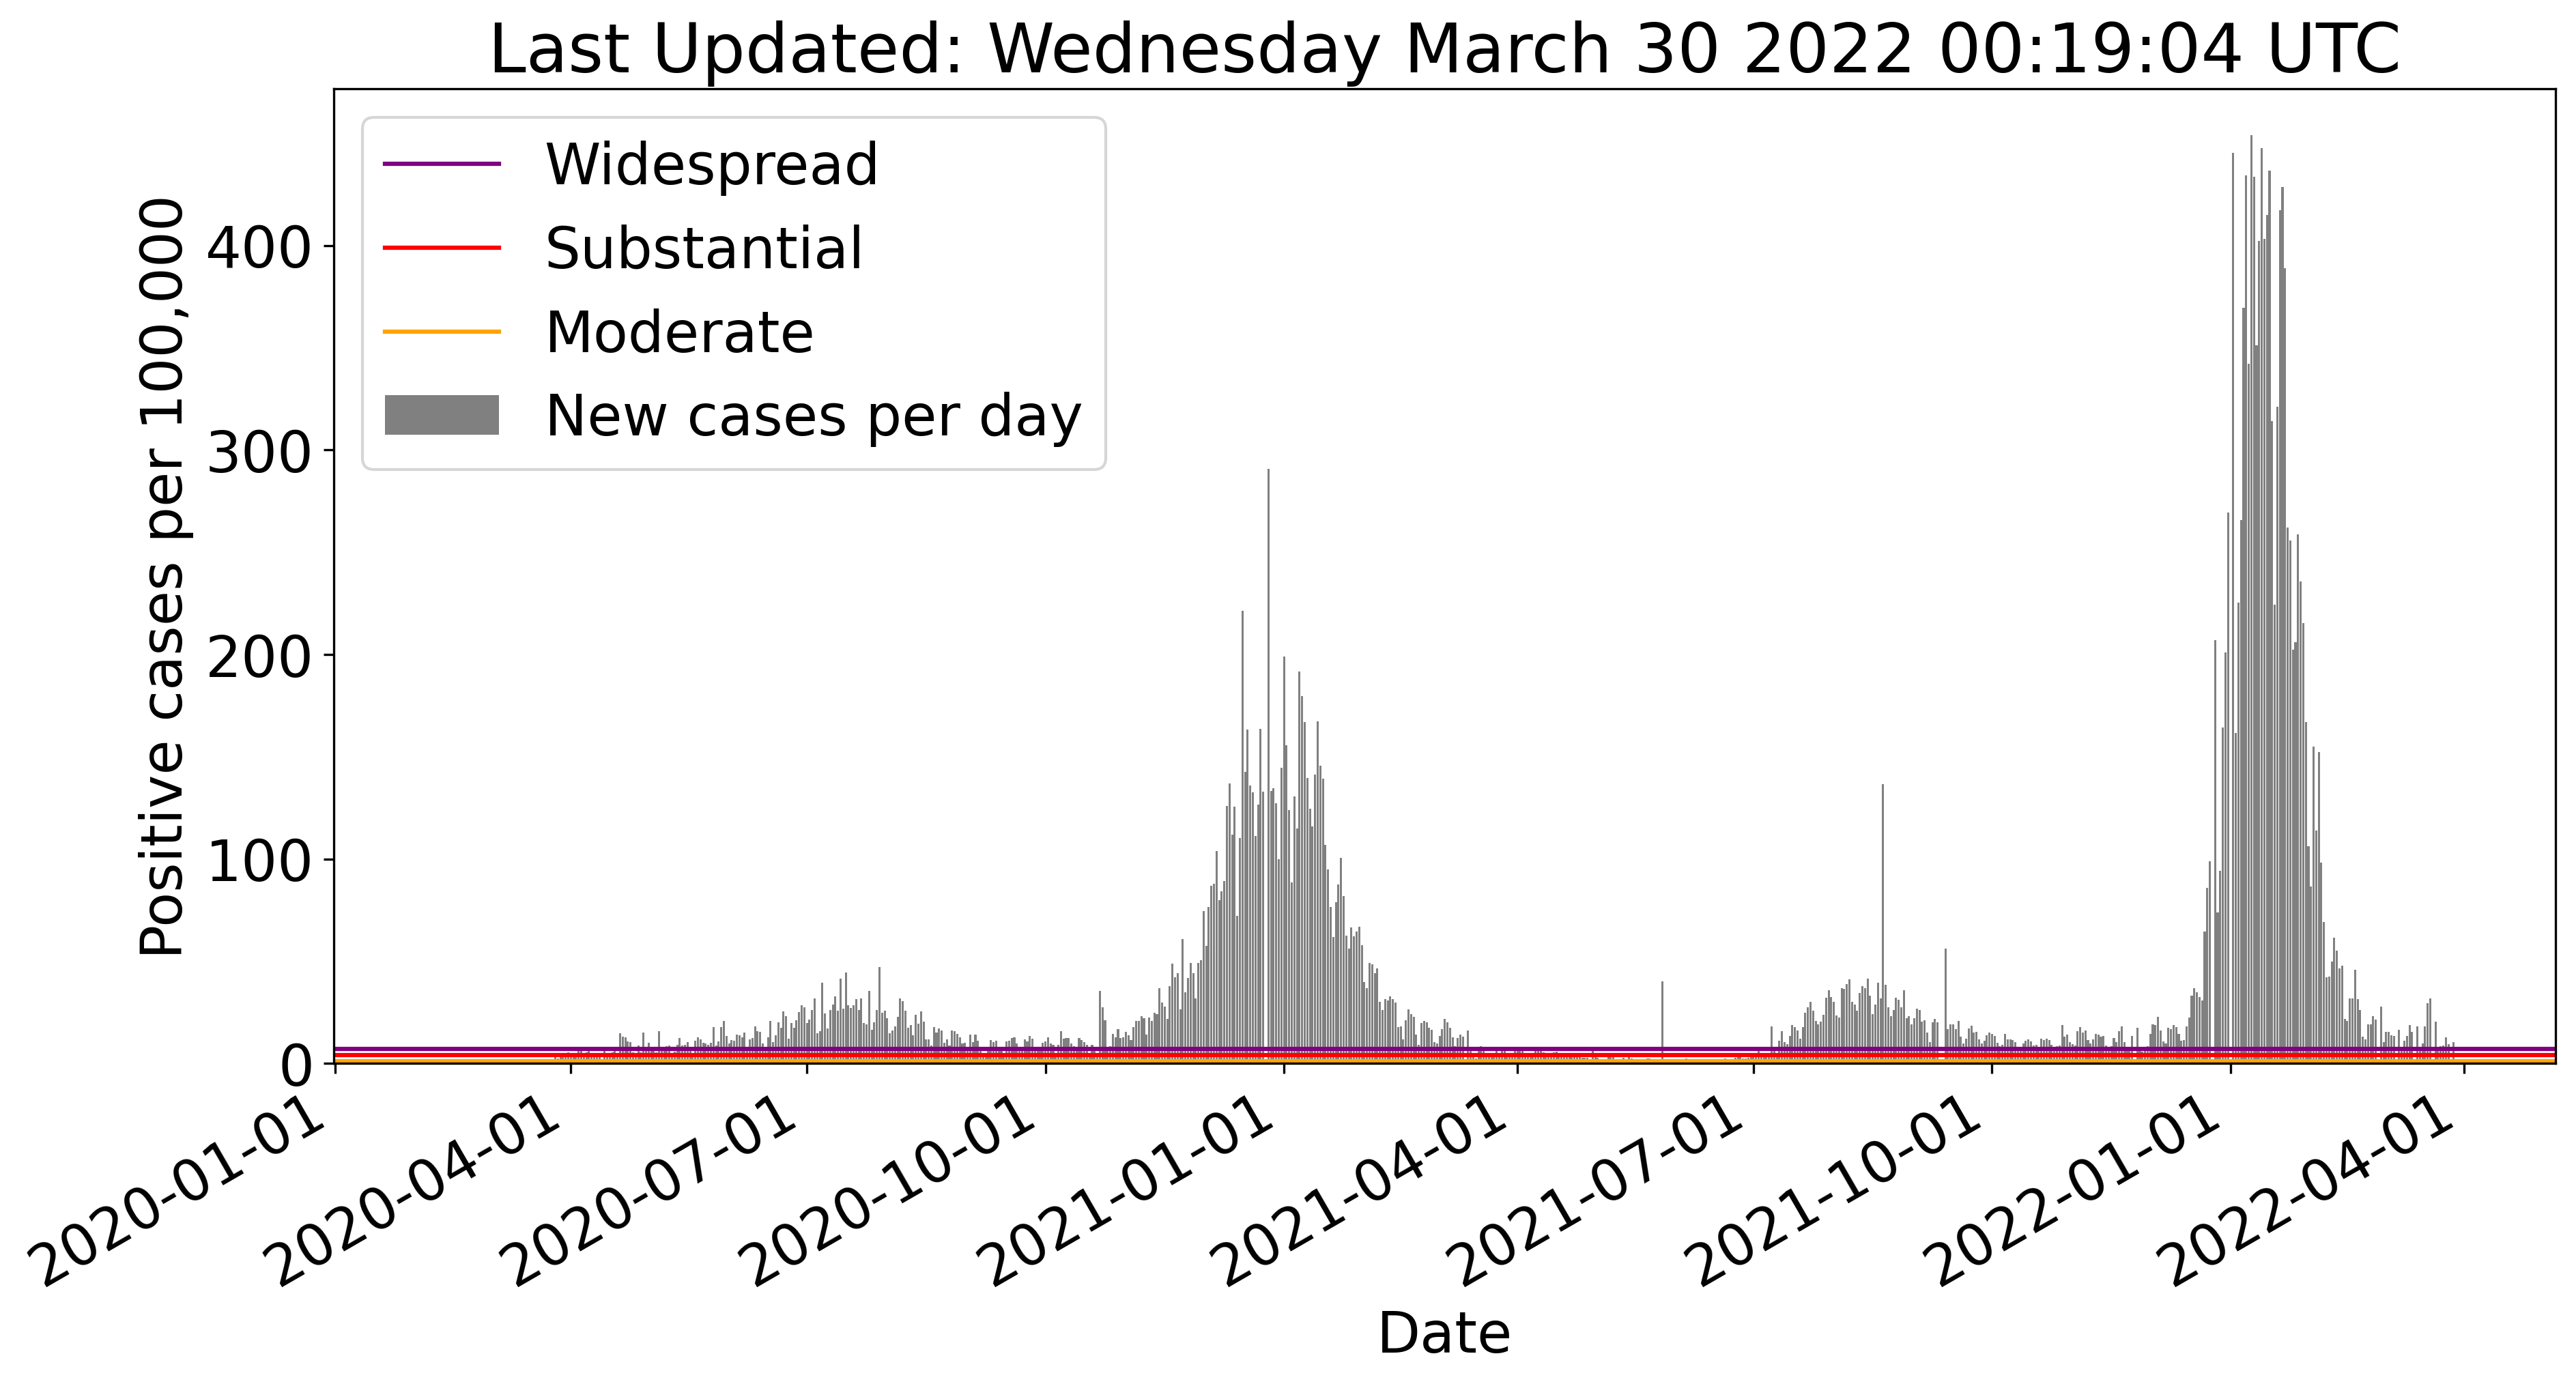 Last Updated: Wednesday March 30 2022 00:19:04 UTC
Widespread
Substantial
Moderate
New cases per day
Positive cases per 100,000
400
300
200
100
0
2020-01-01
2020-04-01
2020-07-01
2020-10-01
2021-01-01
2021-04-01
2021-07-01
2021-10-01
2022-01-01
2022-04-01
Date